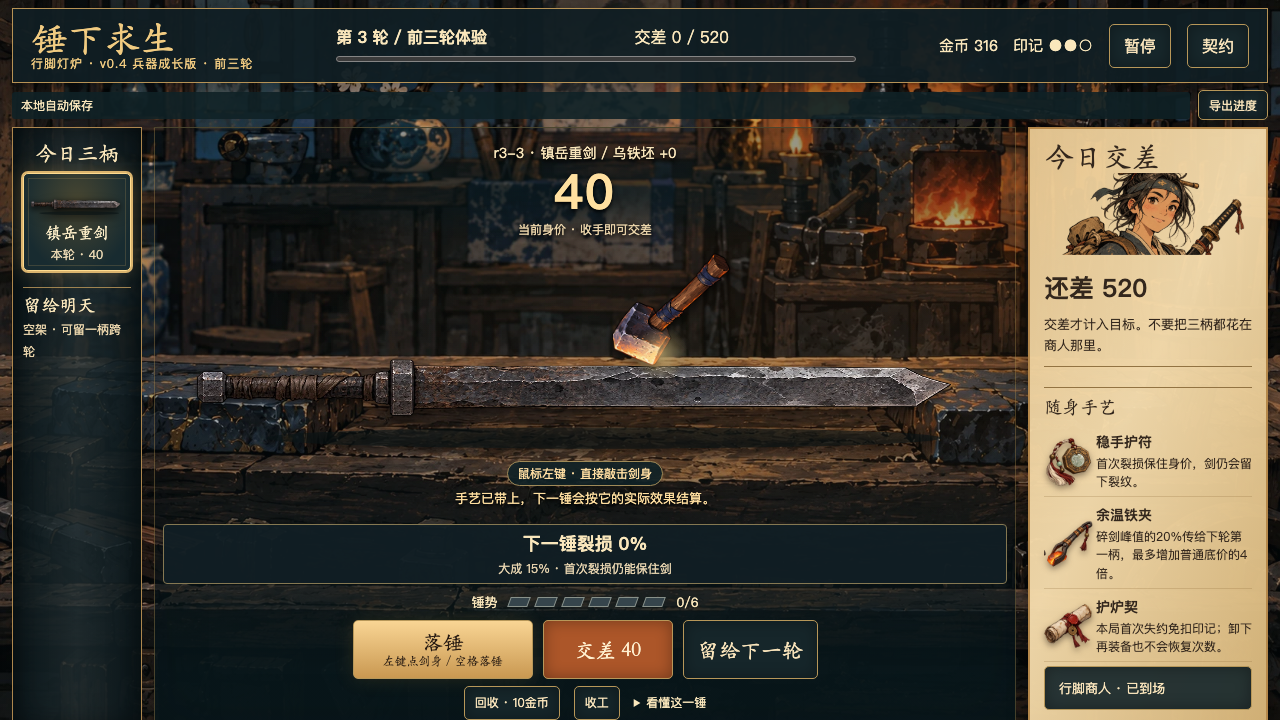 锤下求生
行脚灯炉 · v0.4 兵器成长版 · 前三轮
第 3 轮 / 前三轮体验
交差 0 / 520
金币 316
印记
暂停
契约
本地自动保存
导出进度
今日三柄
镇岳重剑
本轮 · 40
留给明天
空架 · 可留一柄跨
轮
r3-3 · 镇岳重剑 / 乌铁坯 +0
40
当前身价 · 收手即可交差
鼠标左键 · 直接敲击剑身
手艺已带上，下一锤会按它的实际效果结算。
下一锤裂损 0%
大成 15% · 首次裂损仍能保住剑
锤势
0/6
落锤
左键点剑身 / 空格落锤
交差 40
留给下一轮
回收 · 10金币
收工
看懂这一锤
今日交差
还差 520
交差才计入目标。不要把三柄都花在
商人那里。
随身手艺
稳手护符
首次裂损保住身价，剑仍会留
下裂纹。
余温铁夹
碎剑峰值的20%传给下轮第
一柄，最多增加普通底价的4
倍。
护炉契
本局首次失约免扣印记；卸下
再装备也不会恢复次数。
行脚商人 · 已到场